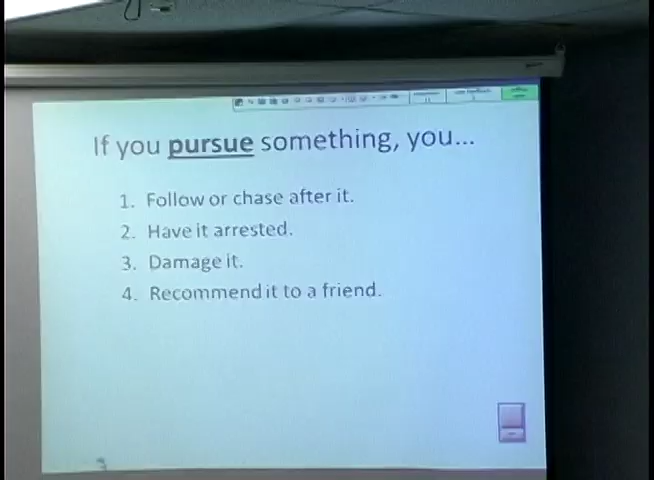 If you pursue something, you...
1. Follow or chase after it.
2. Have it arrested.
3. Damage it.
4. Recommend it to a friend.